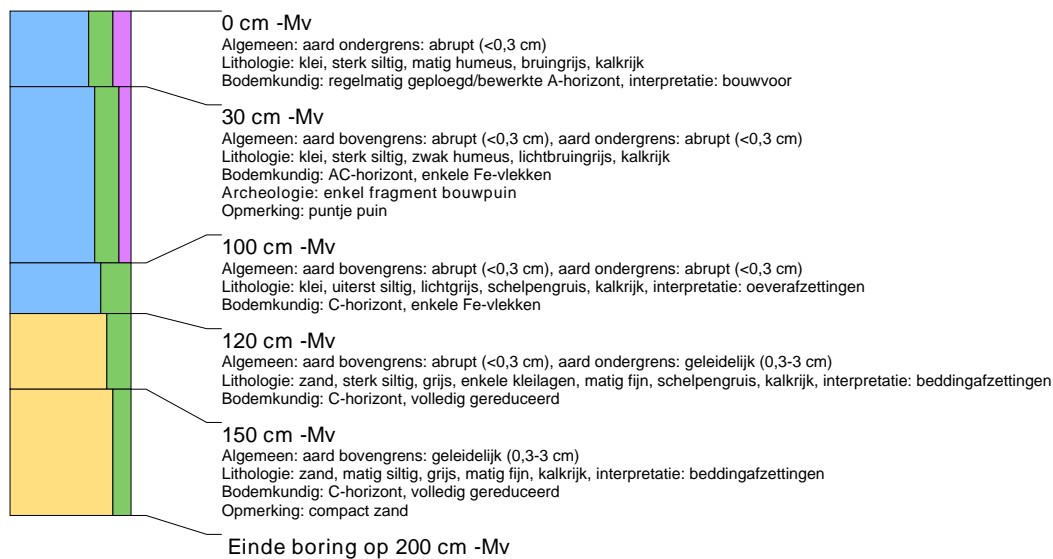 0 cm -Mv
Algemeen: aard ondergrens: abrupt (<0,3 cm)
Lithologie: klei, sterk siltig, matig humeus, bruingrijs, kalkrijk
Bodemkundig: regelmatig geploegd/bewerkte A-horizont, interpretatie: bouwvoor
30 cm -Mv
Algemeen: aard bovengrens: abrupt (<0,3 cm), aard ondergrens: abrupt (<0,3 cm)
Lithologie: klei, sterk siltig, zwak humeus, lichtbruingrijs, kalkrijk
Bodemkundig: AC-horizont, enkele Fe-vlekken
Archeologie: enkel fragment bouwpuin
Opmerking: puntje puin
100 cm -Mv
Algemeen: aard bovengrens: abrupt (<0,3 cm), aard ondergrens: abrupt (<0,3 cm)
Lithologie: klei, uiterst siltig, lichtgrijs, schelpengruis, kalkrijk, interpretatie: oeverafzettingen
Bodemkundig: C-horizont, enkele Fe-vlekken
120 cm -Mv
Algemeen: aard bovengrens: abrupt (<0,3 cm), aard ondergrens: geleidelijk (0,3-3 cm)
Lithologie: zand, sterk siltig, grijs, enkele kleilagen, matig fijn, schelpengruis, kalkrijk, interpretatie: beddingafzettingen
Bodemkundig: C-horizont, volledig gereduceerd
150 cm -Mv
Algemeen: aard bovengrens: geleidelijk (0,3-3 cm)
Lithologie: zand, matig siltig, grijs, matig fijn, kalkrijk, interpretatie: beddingafzettingen
Bodemkundig: C-horizont, volledig gereduceerd
Opmerking: compact zand
Einde boring op 200 cm -Mv